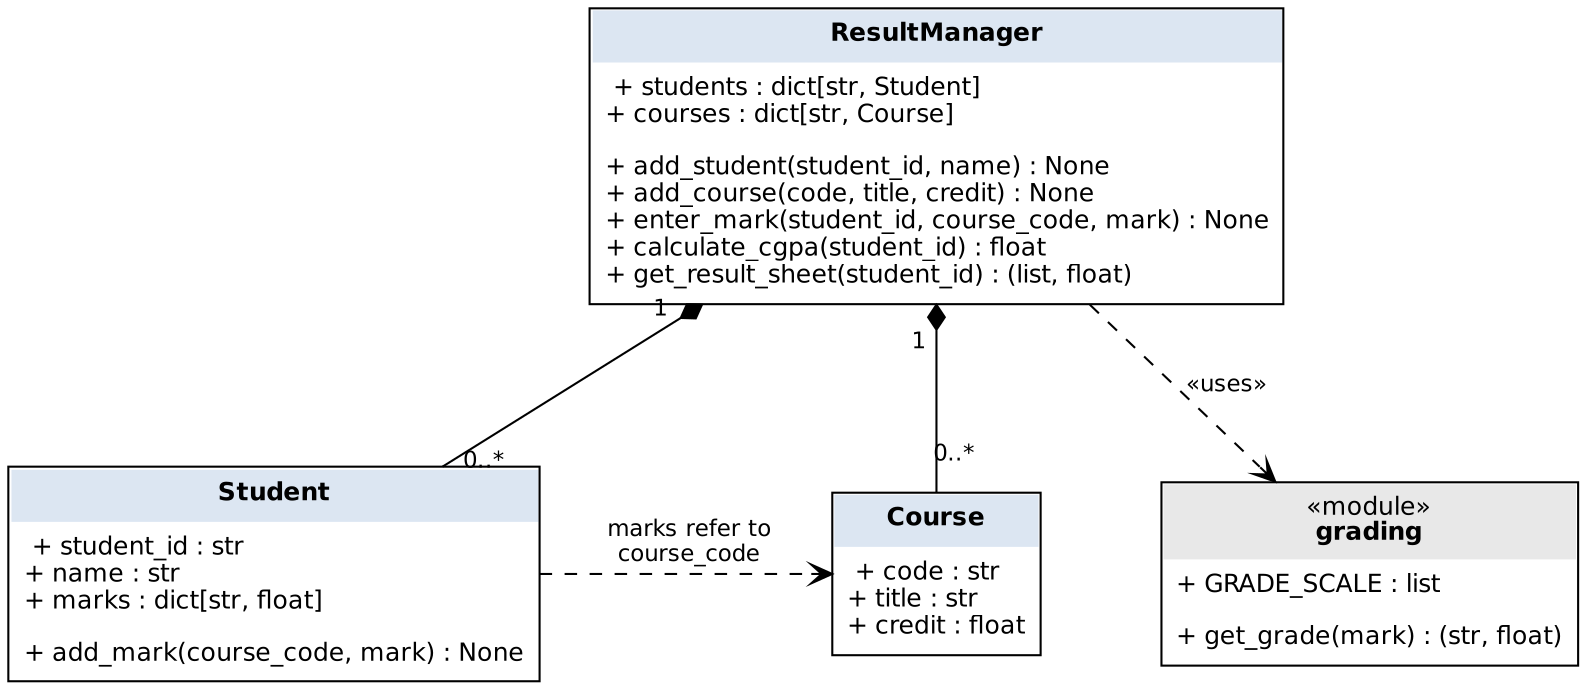 ResultManager
+ students : dict[str, Student]
+ courses : dict[str, Course]
+ add_student(student_id, name) : None
+ add_course(code, title, credit) : None
+ enter_mark(student_id, course_code, mark) : None
+ calculate_cgpa(student_id) : float
+ get_result_sheet(student_id) : (list, float)
1
1
«uses»
0..*
0..*
Student
+ student_id : str
+ name : str
+ marks : dict[str, float]
+ add_mark(course_code, mark) : None
marks refer to
course_code
Course
+ code : str
+ title : str
+ credit : float
«module»
grading
+ GRADE_SCALE : list
+ get_grade(mark) : (str, float)